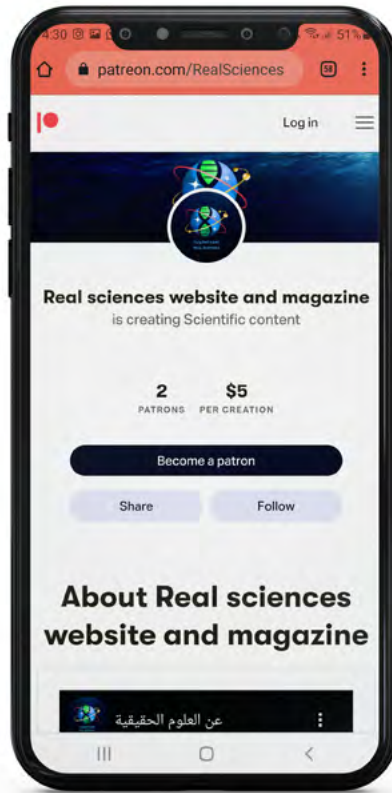 4:30
51%
patreon.com/RealSciences
58
Log in
Real sciences website and magazine
is creating Scientific content
2
PATRONS
$5
PER CREATION
Become a patron
Share
Follow
About Real sciences
website and magazine
عن العلوم الحقيقية